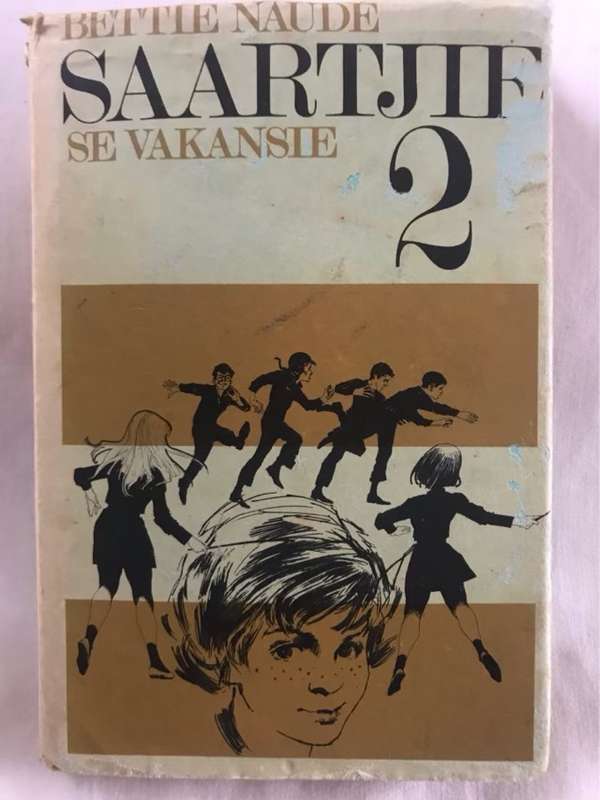 BETTIE NAUDE
SAARTJIE
SE VAKANSIE
2